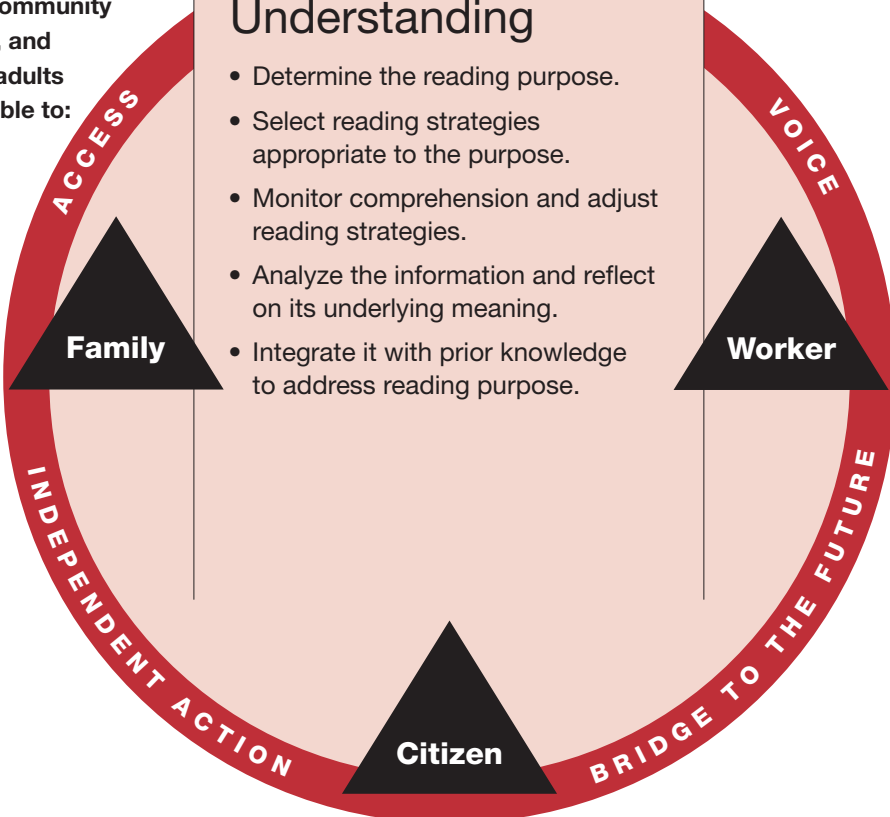 ommunity
and
adults
ble to:
Understanding
• Determine the reading purpose.
• Select reading strategies
appropriate to the purpose.
• Monitor comprehension and adjust
reading strategies.
• Analyze the information and reflect
on its underlying meaning.
• Integrate it with prior knowledge
to address reading purpose.
ACCESS
VOICE
Family
Worker
INDEPENDENT ACTION
BRIDGE TO THE FUTURE
Citizen